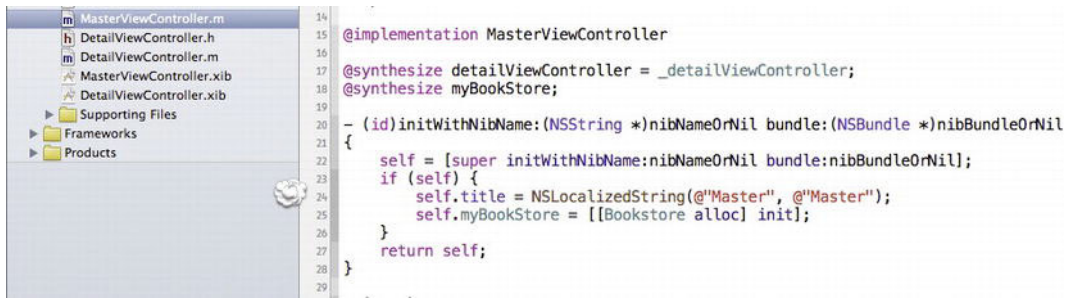 MasterViewController.m
DetailViewController.h
DetailViewController.m
MasterViewController.xib
DetailViewController.xib
Supporting Files
Frameworks
Products
14
15 @implementation MasterViewController
16
17 @synthesize detailViewController = _detailViewController;
18 @synthesize myBookStore;
19
20 - (id)initWithNibName:(NSString *)nibNameOrNil bundle:(NSBundle *)nibBundleOrNil
21 {
22 self = [super initWithNibName:nibNameOrNil bundle:nibBundleOrNil];
23 if (self) {
24 self.title = NSLocalizedString(@"Master", @"Master");
25 self.myBookStore = [[Bookstore alloc] init];
26 }
27 return self;
28 }
29